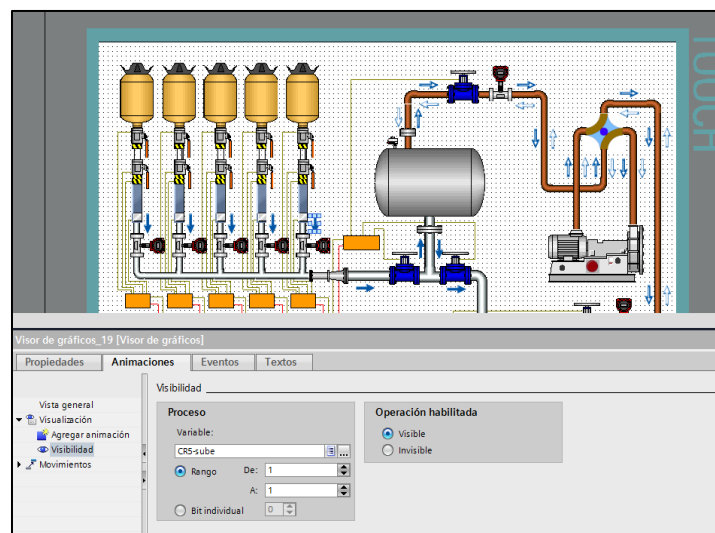 TOUCH
Visor de gráficos_19 [Visor de gráficos]
Propiedades Animaciones Eventos Textos
Visibilidad
Vista general
Visualización
Agregar animación
Visibilidad
Movimientos
Proceso
Variable:
CR5-sube
...
Rango De: 1
A: 1
Bit individual 0
Operación habilitada
Visible
Invisible